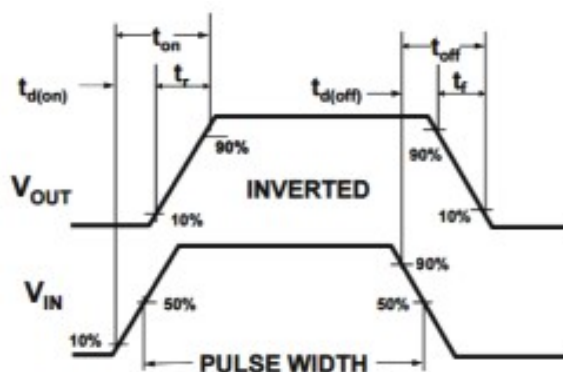 ton
toff
tr
tf
td(on)
td(off)
90%
90%
VOUT
INVERTED
10%
10%
90%
VIN
50%
50%
10%
PULSE WIDTH